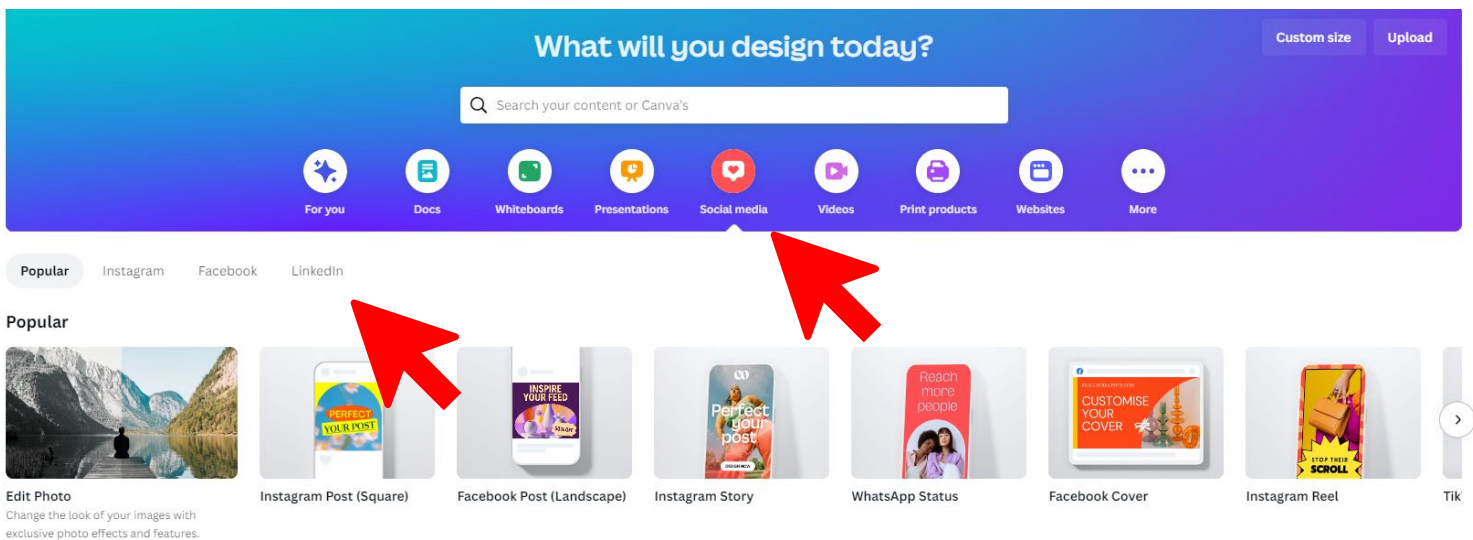 What will you design today?
Custom size
Upload
Search your content or Canva's
For you
Docs
Whiteboards
Presentations
Social media
Videos
Print products
Websites
More
Popular
Instagram
Facebook
LinkedIn
Popular
PERFECT
YOUR POST
INSPIRE
YOUR FEED
Perfect
your
post
DESIGN NOW
Reach
more
people
CUSTOMISE
YOUR
COVER
STOP THEIR
SCROLL
Edit Photo
Change the look of your images with
exclusive photo effects and features.
Instagram Post (Square)
Facebook Post (Landscape)
Instagram Story
WhatsApp Status
Facebook Cover
Instagram Reel
Tik